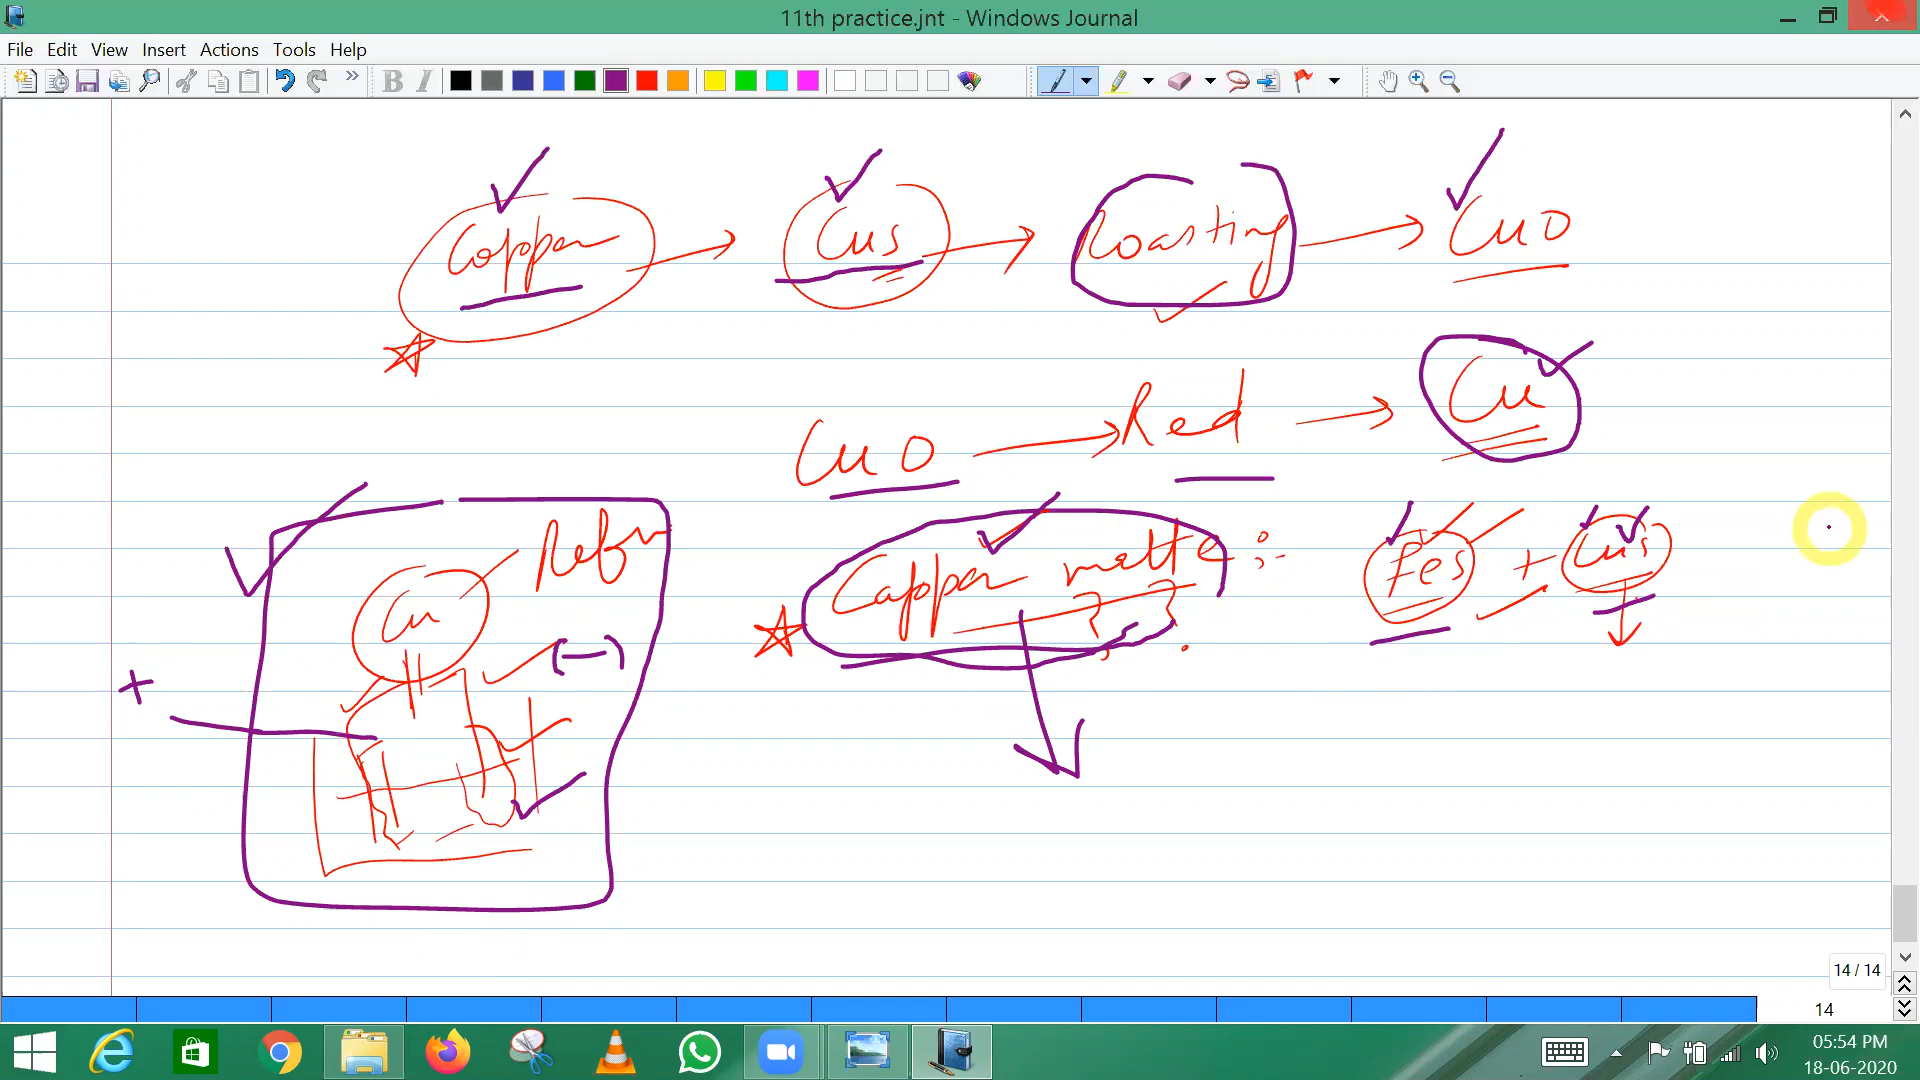 11th practice.jnt - Windows Journal
File Edit View Insert Actions Tools Help
B I
Copper → Cus → Roasting → CuO
CuO → Red → Cu
Copper matte :- Fes + Cus
? ?
Cu
(-)
+
14 / 14
14
05:54 PM
18-06-2020